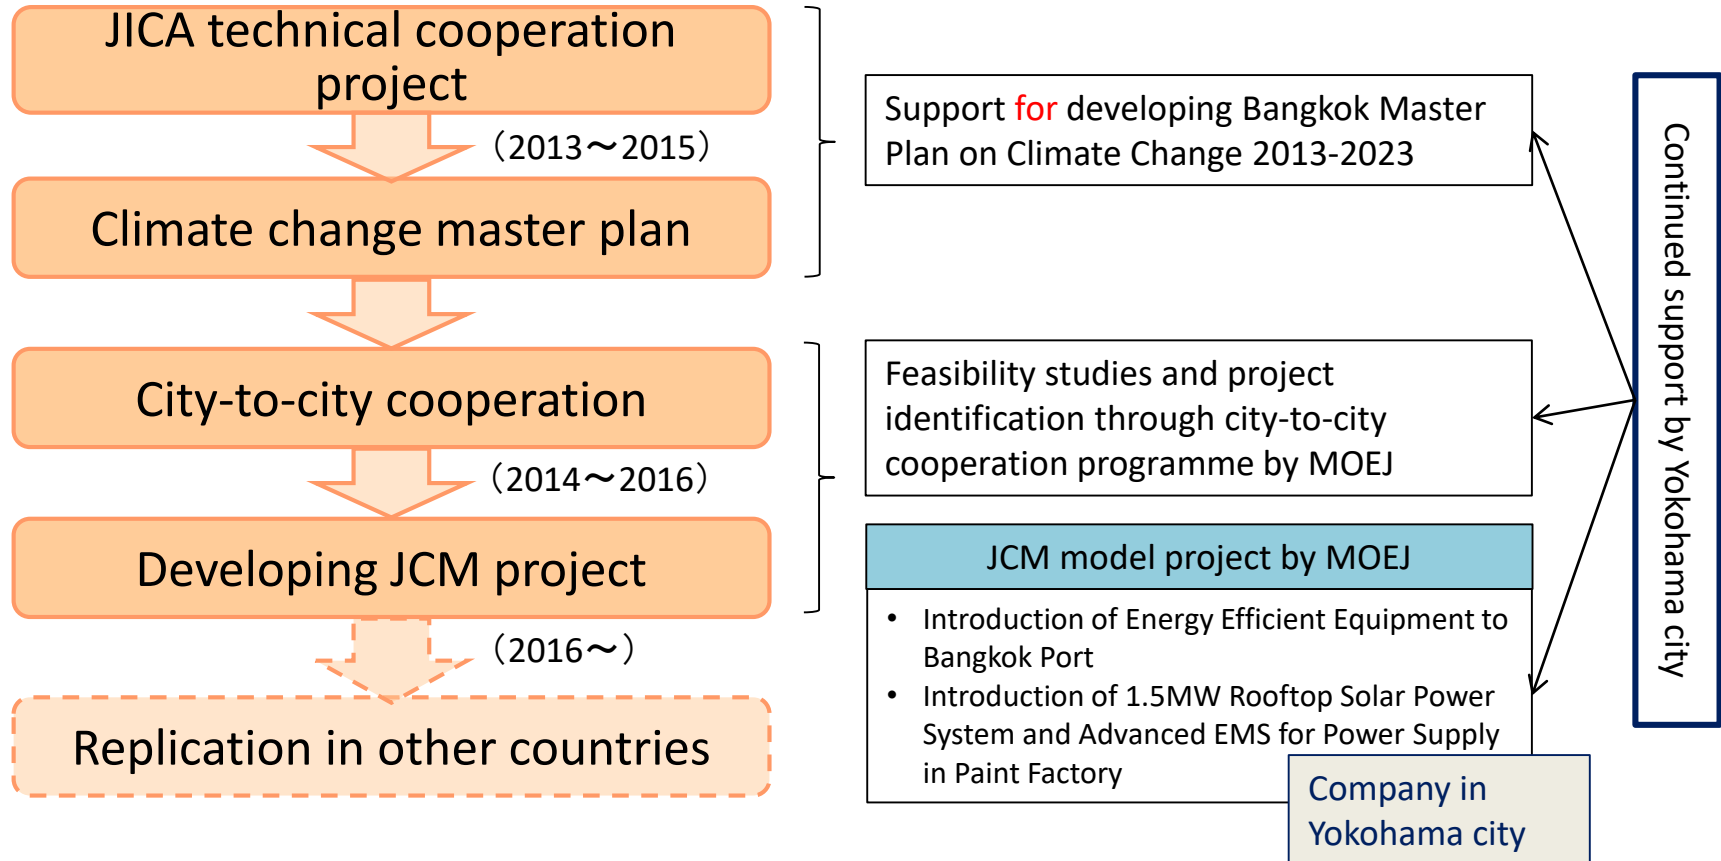 JICA technical cooperation
project
（2013～2015）
Climate change master plan
City-to-city cooperation
（2014～2016）
Developing JCM project
（2016～）
Replication in other countries
Support for developing Bangkok Master
Plan on Climate Change 2013-2023
Feasibility studies and project
identification through city-to-city
cooperation programme by MOEJ
JCM model project by MOEJ
• Introduction of Energy Efficient Equipment to
Bangkok Port
• Introduction of 1.5MW Rooftop Solar Power
System and Advanced EMS for Power Supply
in Paint Factory
Company in
Yokohama city
Continued support by Yokohama city